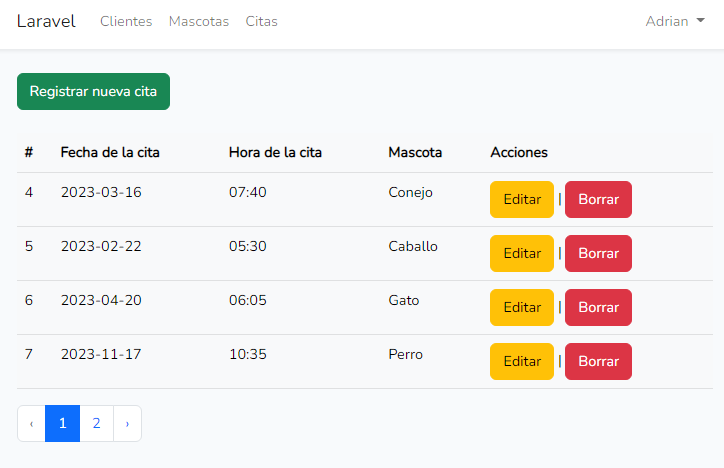 Laravel Clientes Mascotas Citas Adrian
Registrar nueva cita
# Fecha de la cita Hora de la cita Mascota Acciones
4 2023-03-16 07:40 Conejo Editar | Borrar
5 2023-02-22 05:30 Caballo Editar | Borrar
6 2023-04-20 06:05 Gato Editar | Borrar
7 2023-11-17 10:35 Perro Editar | Borrar
‹ 1 2 ›